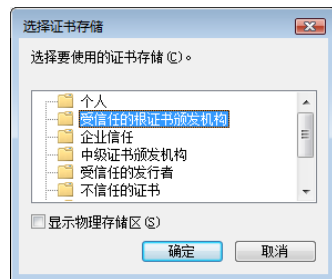 选择证书存储
选择要使用的证书存储(C)。
个人
受信任的根证书颁发机构
企业信任
中级证书颁发机构
受信任的发行者
不信任的证书
显示物理存储区(S)
确定
取消